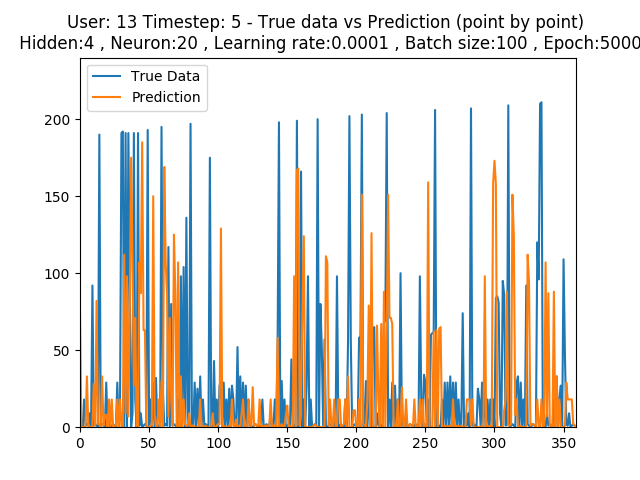 User: 13 Timestep: 5 - True data vs Prediction (point by point)
Hidden:4 , Neuron:20 , Learning rate:0.0001 , Batch size:100 , Epoch:5000
True Data
Prediction
200
150
100
50
0
0 50 100 150 200 250 300 350